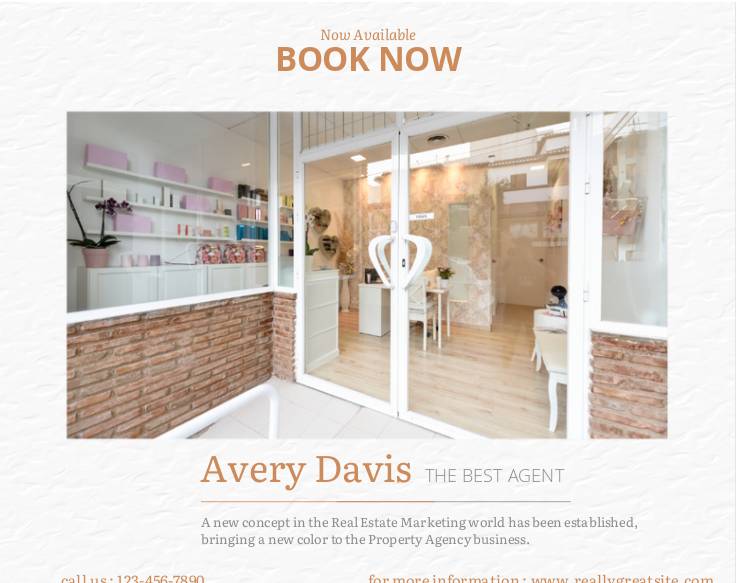 Now Available
BOOK NOW
Avery Davis THE BEST AGENT
A new concept in the Real Estate Marketing world has been established,
bringing a new color to the Property Agency business.
call us : 123-456-7890
for more information : www. reallygreatsite. com